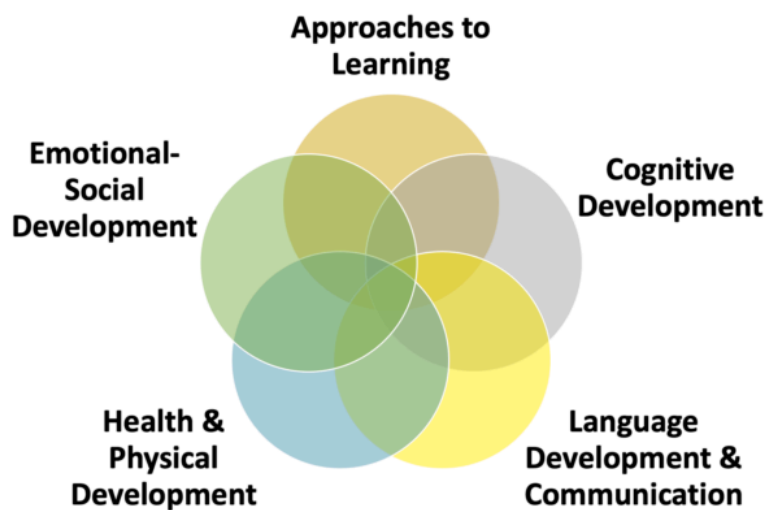 Approaches to
Learning
Emotional-
Social
Development
Cognitive
Development
Health &
Physical
Development
Language
Development &
Communication